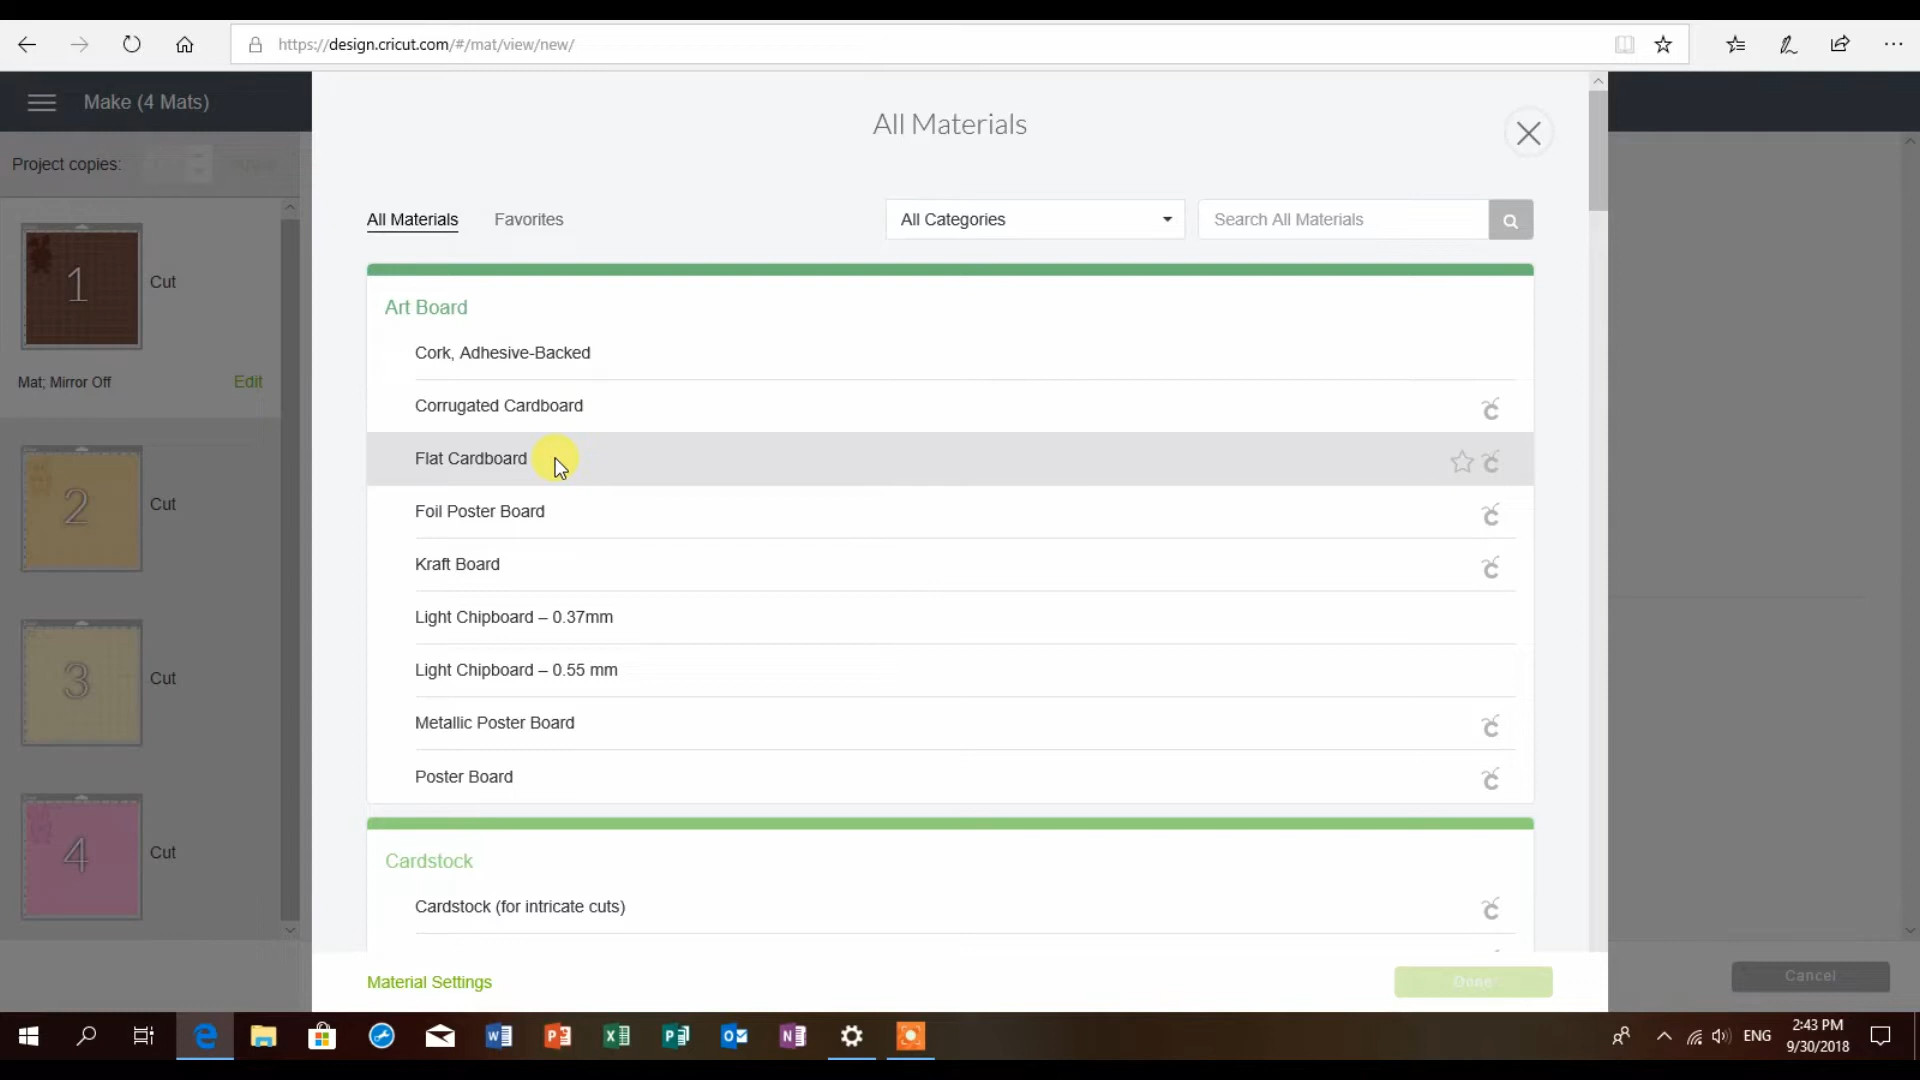 https://design.cricut.com/#/mat/view/new/
Make (4 Mats)
All Materials
Project copies:
All Materials
Favorites
All Categories
Search All Materials
1
Cut
Art Board
Cork, Adhesive-Backed
Mat; Mirror Off
Edit
Corrugated Cardboard
Flat Cardboard
2
Cut
Foil Poster Board
Kraft Board
Light Chipboard – 0.37mm
3
Cut
Light Chipboard – 0.55 mm
Metallic Poster Board
Poster Board
4
Cut
Cardstock
Cardstock (for intricate cuts)
Material Settings
Done
Cancel
ENG
2:43 PM
9/30/2018